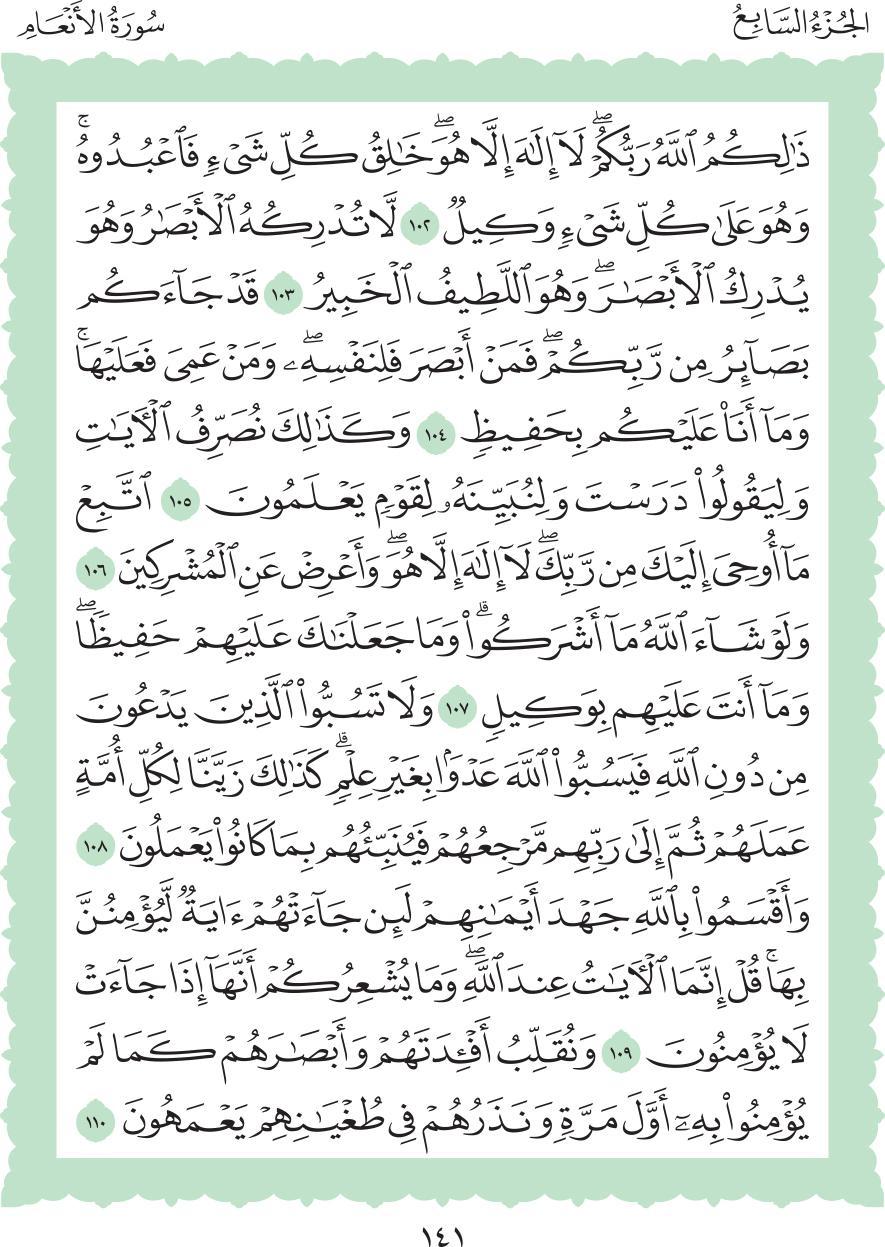 الجُزْءُ السَّابِعُ
سُورَةُ الأَنْعَامِ
ذَٰلِكُمُ ٱللَّهُ رَبُّكُمْۖ لَآ إِلَٰهَ إِلَّا هُوَۖ خَٰلِقُ كُلِّ شَىْءٍ فَٱعْبُدُوهُۚ
وَهُوَ عَلَىٰ كُلِّ شَىْءٍ وَكِيلٌ ١٠٢ لَّا تُدْرِكُهُ ٱلْأَبْصَٰرُ وَهُوَ
يُدْرِكُ ٱلْأَبْصَٰرَۖ وَهُوَ ٱللَّطِيفُ ٱلْخَبِيرُ ١٠٣ قَدْ جَآءَكُم
بَصَآئِرُ مِن رَّبِّكُمْۖ فَمَنْ أَبْصَرَ فَلِنَفْسِهِۦۖ وَمَنْ عَمِىَ فَعَلَيْهَاۚ
وَمَآ أَنَا۠ عَلَيْكُم بِحَفِيظٍ ١٠٤ وَكَذَٰلِكَ نُصَرِّفُ ٱلْأَيَٰتِ
وَلِيَقُولُوا۟ دَرَسْتَ وَلِنُبَيِّنَهُۥ لِقَوْمٍ يَعْلَمُونَ ١٠٥ ٱتَّبِعْ
مَآ أُوحِىَ إِلَيْكَ مِن رَّبِّكَۖ لَآ إِلَٰهَ إِلَّا هُوَۖ وَأَعْرِضْ عَنِ ٱلْمُشْرِكِينَ ١٠٦
وَلَوْ شَآءَ ٱللَّهُ مَآ أَشْرَكُوا۟ۗ وَمَا جَعَلْنَٰكَ عَلَيْهِمْ حَفِيظًاۖ
وَمَآ أَنتَ عَلَيْهِم بِوَكِيلٍ ١٠٧ وَلَا تَسُبُّوا۟ ٱلَّذِينَ يَدْعُونَ
مِن دُونِ ٱللَّهِ فَيَسُبُّوا۟ ٱللَّهَ عَدْوًۢا بِغَيْرِ عِلْمٍۗ كَذَٰلِكَ زَيَّنَّا لِكُلِّ أُمَّةٍ
عَمَلَهُمْ ثُمَّ إِلَىٰ رَبِّهِم مَّرْجِعُهُمْ فَيُنَبِّئُهُم بِمَا كَانُوا۟ يَعْمَلُونَ ١٠٨
وَأَقْسَمُوا۟ بِٱللَّهِ جَهْدَ أَيْمَٰنِهِمْ لَئِن جَآءَتْهُمْ ءَايَةٌ لَّيُؤْمِنُنَّ
بِهَاۚ قُلْ إِنَّمَا ٱلْأَيَٰتُ عِندَ ٱللَّهِۖ وَمَا يُشْعِرُكُمْ أَنَّهَآ إِذَا جَآءَتْ
لَا يُؤْمِنُونَ ١٠٩ وَنُقَلِّبُ أَفْـِٔدَتَهُمْ وَأَبْصَٰرَهُمْ كَمَا لَمْ
يُؤْمِنُوا۟ بِهِۦٓ أَوَّلَ مَرَّةٍ وَنَذَرُهُمْ فِى طُغْيَٰنِهِمْ يَعْمَهُونَ ١١٠
١٤١